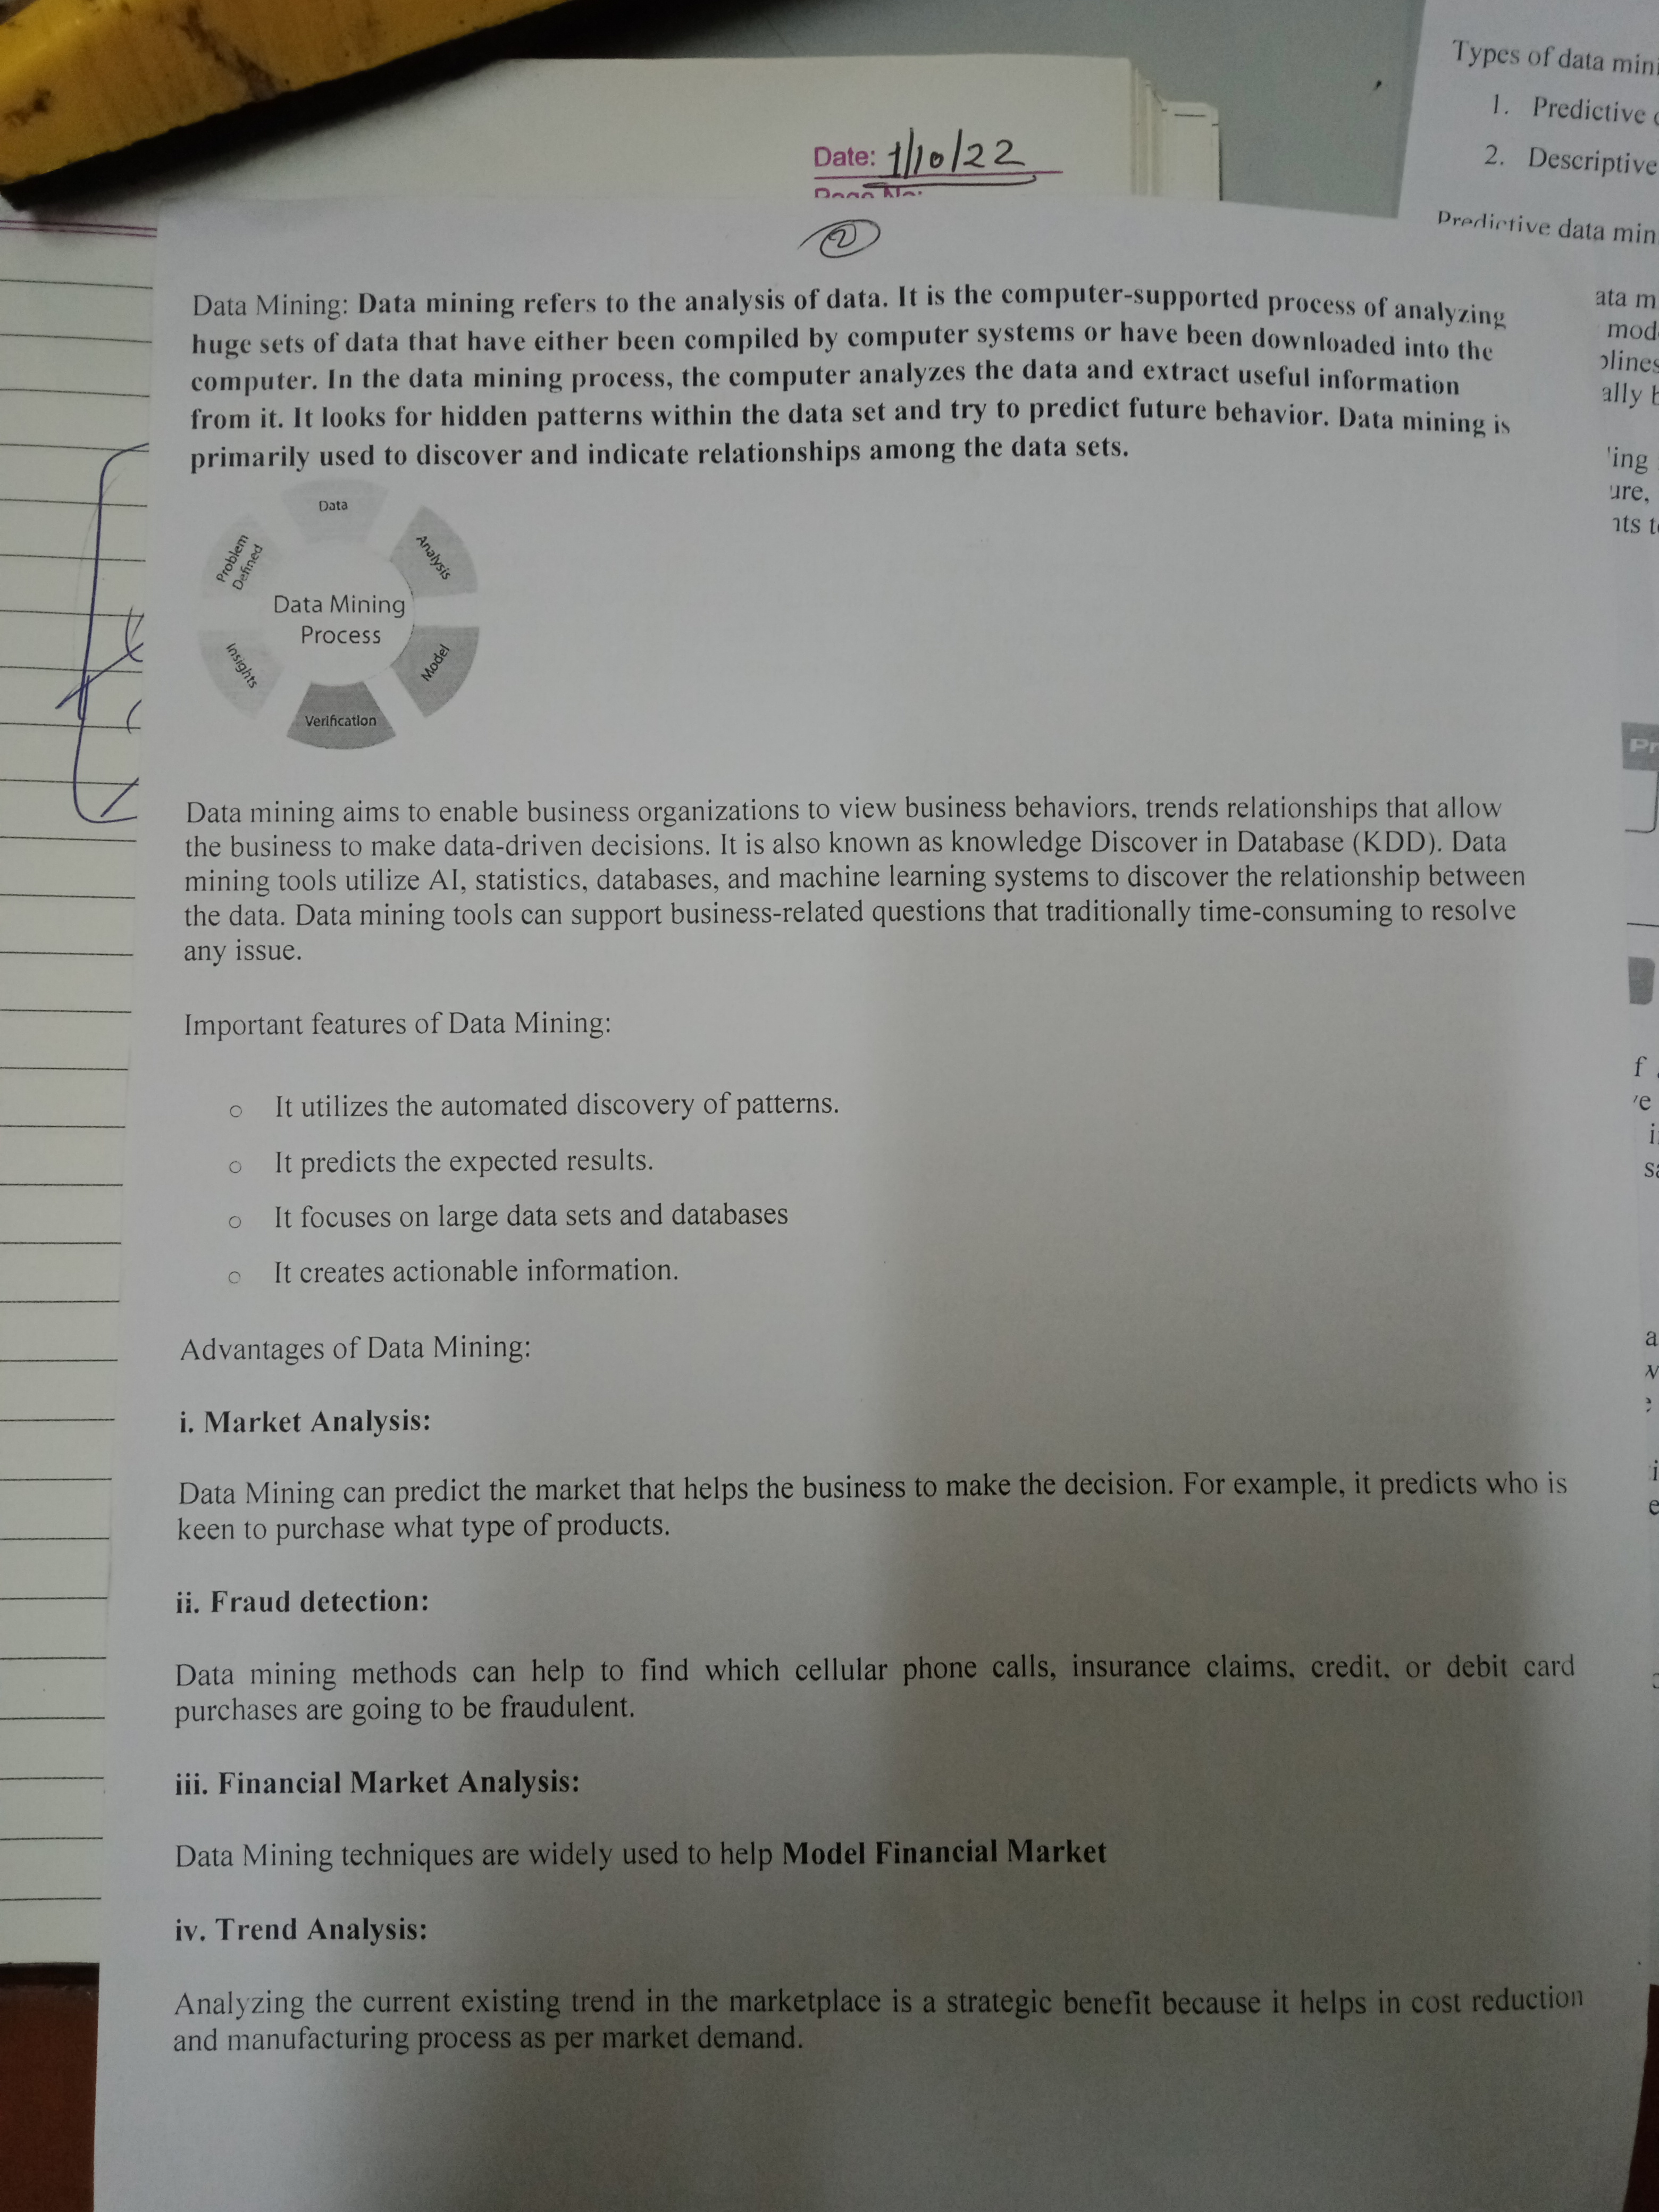 Types of data
1. Predictive
2. Descriptive
Predictive data
Date: 1/10/22
Page No:
2
Data Mining: Data mining refers to the analysis of data. It is the computer-supported process of analyzing
huge sets of data that have either been compiled by computer systems or have been downloaded into the
computer. In the data mining process, the computer analyzes the data and extract useful information
from it. It looks for hidden patterns within the data set and try to predict future behavior. Data mining is
primarily used to discover and indicate relationships among the data sets.
Data
Analysis
Model
Verification
Insights
Problem
Defined
Data Mining
Process
Data mining aims to enable business organizations to view business behaviors, trends relationships that allow
the business to make data-driven decisions. It is also known as knowledge Discover in Database (KDD). Data
mining tools utilize AI, statistics, databases, and machine learning systems to discover the relationship between
the data. Data mining tools can support business-related questions that traditionally time-consuming to resolve
any issue.
Important features of Data Mining:
o It utilizes the automated discovery of patterns.
o It predicts the expected results.
o It focuses on large data sets and databases
o It creates actionable information.
Advantages of Data Mining:
i. Market Analysis:
Data Mining can predict the market that helps the business to make the decision. For example, it predicts who is
keen to purchase what type of products.
ii. Fraud detection:
Data mining methods can help to find which cellular phone calls, insurance claims, credit, or debit card
purchases are going to be fraudulent.
iii. Financial Market Analysis:
Data Mining techniques are widely used to help Model Financial Market
iv. Trend Analysis:
Analyzing the current existing trend in the marketplace is a strategic benefit because it helps in cost reduction
and manufacturing process as per market demand.